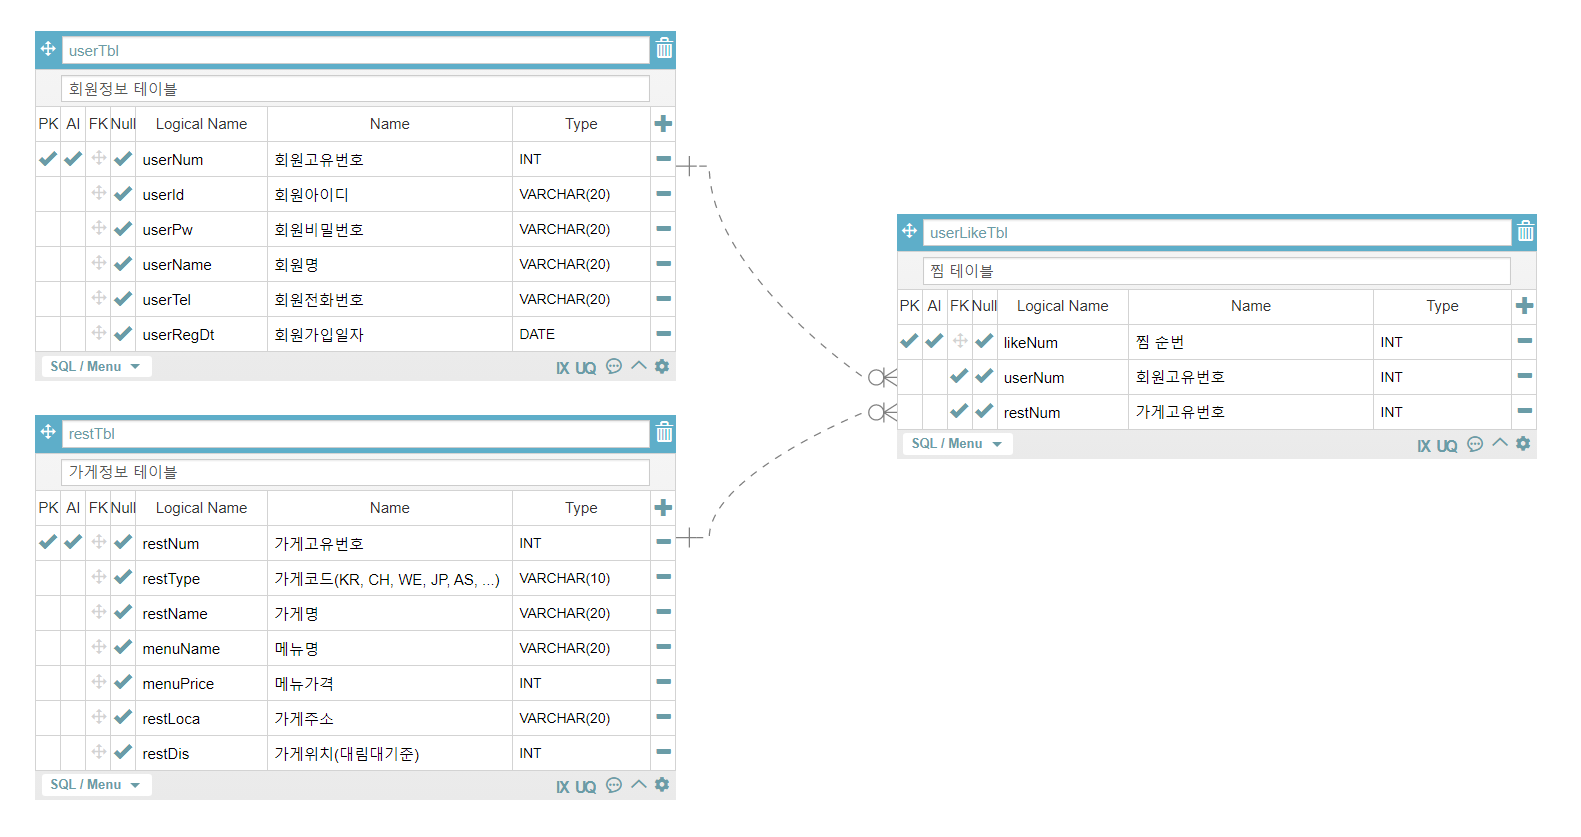 userTbl
회원정보 테이블
PK AI FK Null Logical Name Name Type
userNum 회원고유번호 INT
userId 회원아이디 VARCHAR(20)
userPw 회원비밀번호 VARCHAR(20)
userName 회원명 VARCHAR(20)
userTel 회원전화번호 VARCHAR(20)
userRegDt 회원가입일자 DATE
SQL / Menu IX UQ
restTbl
가게정보 테이블
PK AI FK Null Logical Name Name Type
restNum 가게고유번호 INT
restType 가게코드(KR, CH, WE, JP, AS, ...) VARCHAR(10)
restName 가게명 VARCHAR(20)
menuName 메뉴명 VARCHAR(20)
menuPrice 메뉴가격 INT
restLoca 가게주소 VARCHAR(20)
restDis 가게위치(대림대기준) INT
SQL / Menu IX UQ
userLikeTbl
찜 테이블
PK AI FK Null Logical Name Name Type
likeNum 찜 순번 INT
userNum 회원고유번호 INT
restNum 가게고유번호 INT
SQL / Menu IX UQ